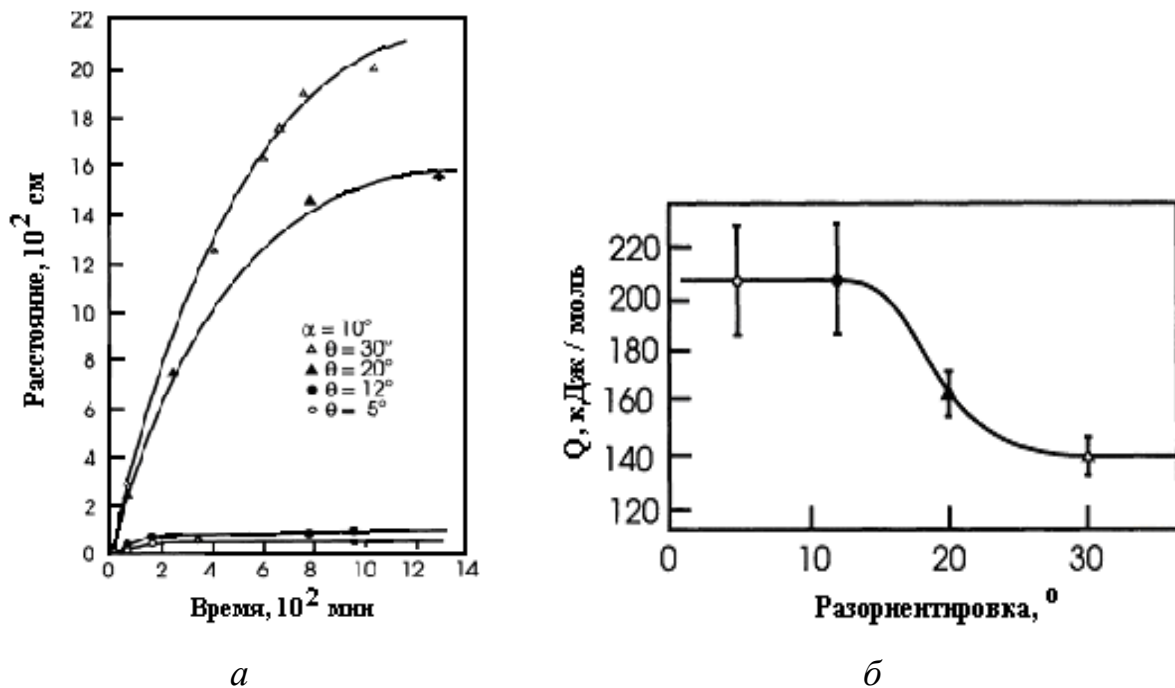 22
20
18
16
14
12
10
8
6
4
2
0
Расстояние, 10² см
α = 10°
△ θ = 30°
▲ θ = 20°
● θ = 12°
○ θ = 5°
0 2 4 6 8 10 12 14
Время, 10² мин
а
220
200
180
160
140
120
Q, кДж / моль
0 10 20 30
Разориентировка, °
б